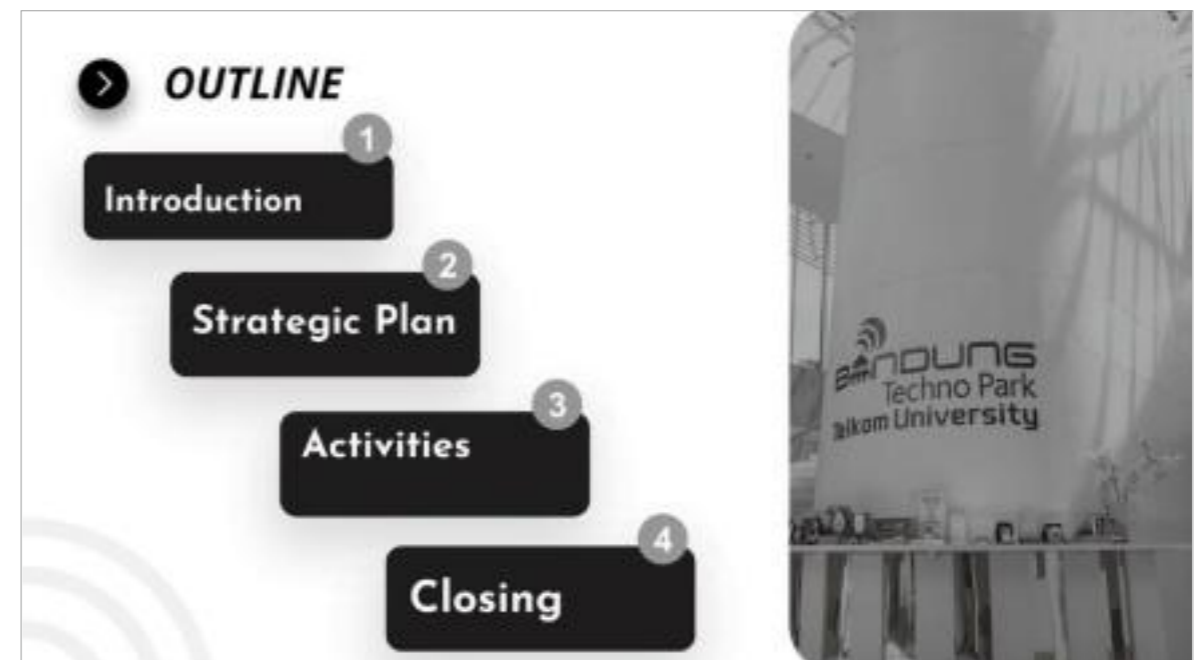 OUTLINE
1
Introduction
2
Strategic Plan
3
Activities
4
Closing
BANDUNG
Techno Park
Telkom University